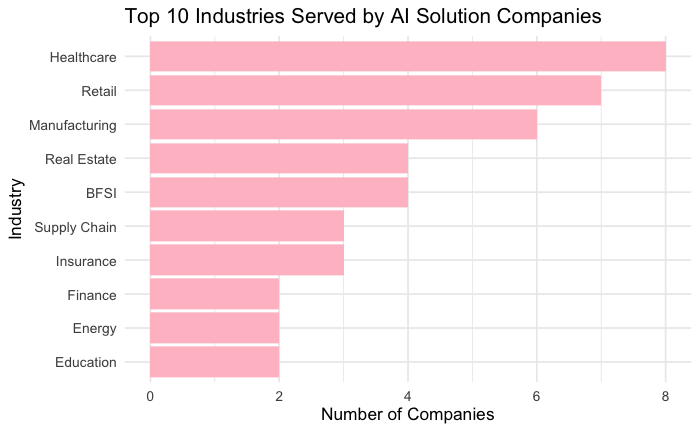 Top 10 Industries Served by AI Solution Companies
Industry
Healthcare
Retail
Manufacturing
Real Estate
BFSI
Supply Chain
Insurance
Finance
Energy
Education
0 2 4 6 8
Number of Companies